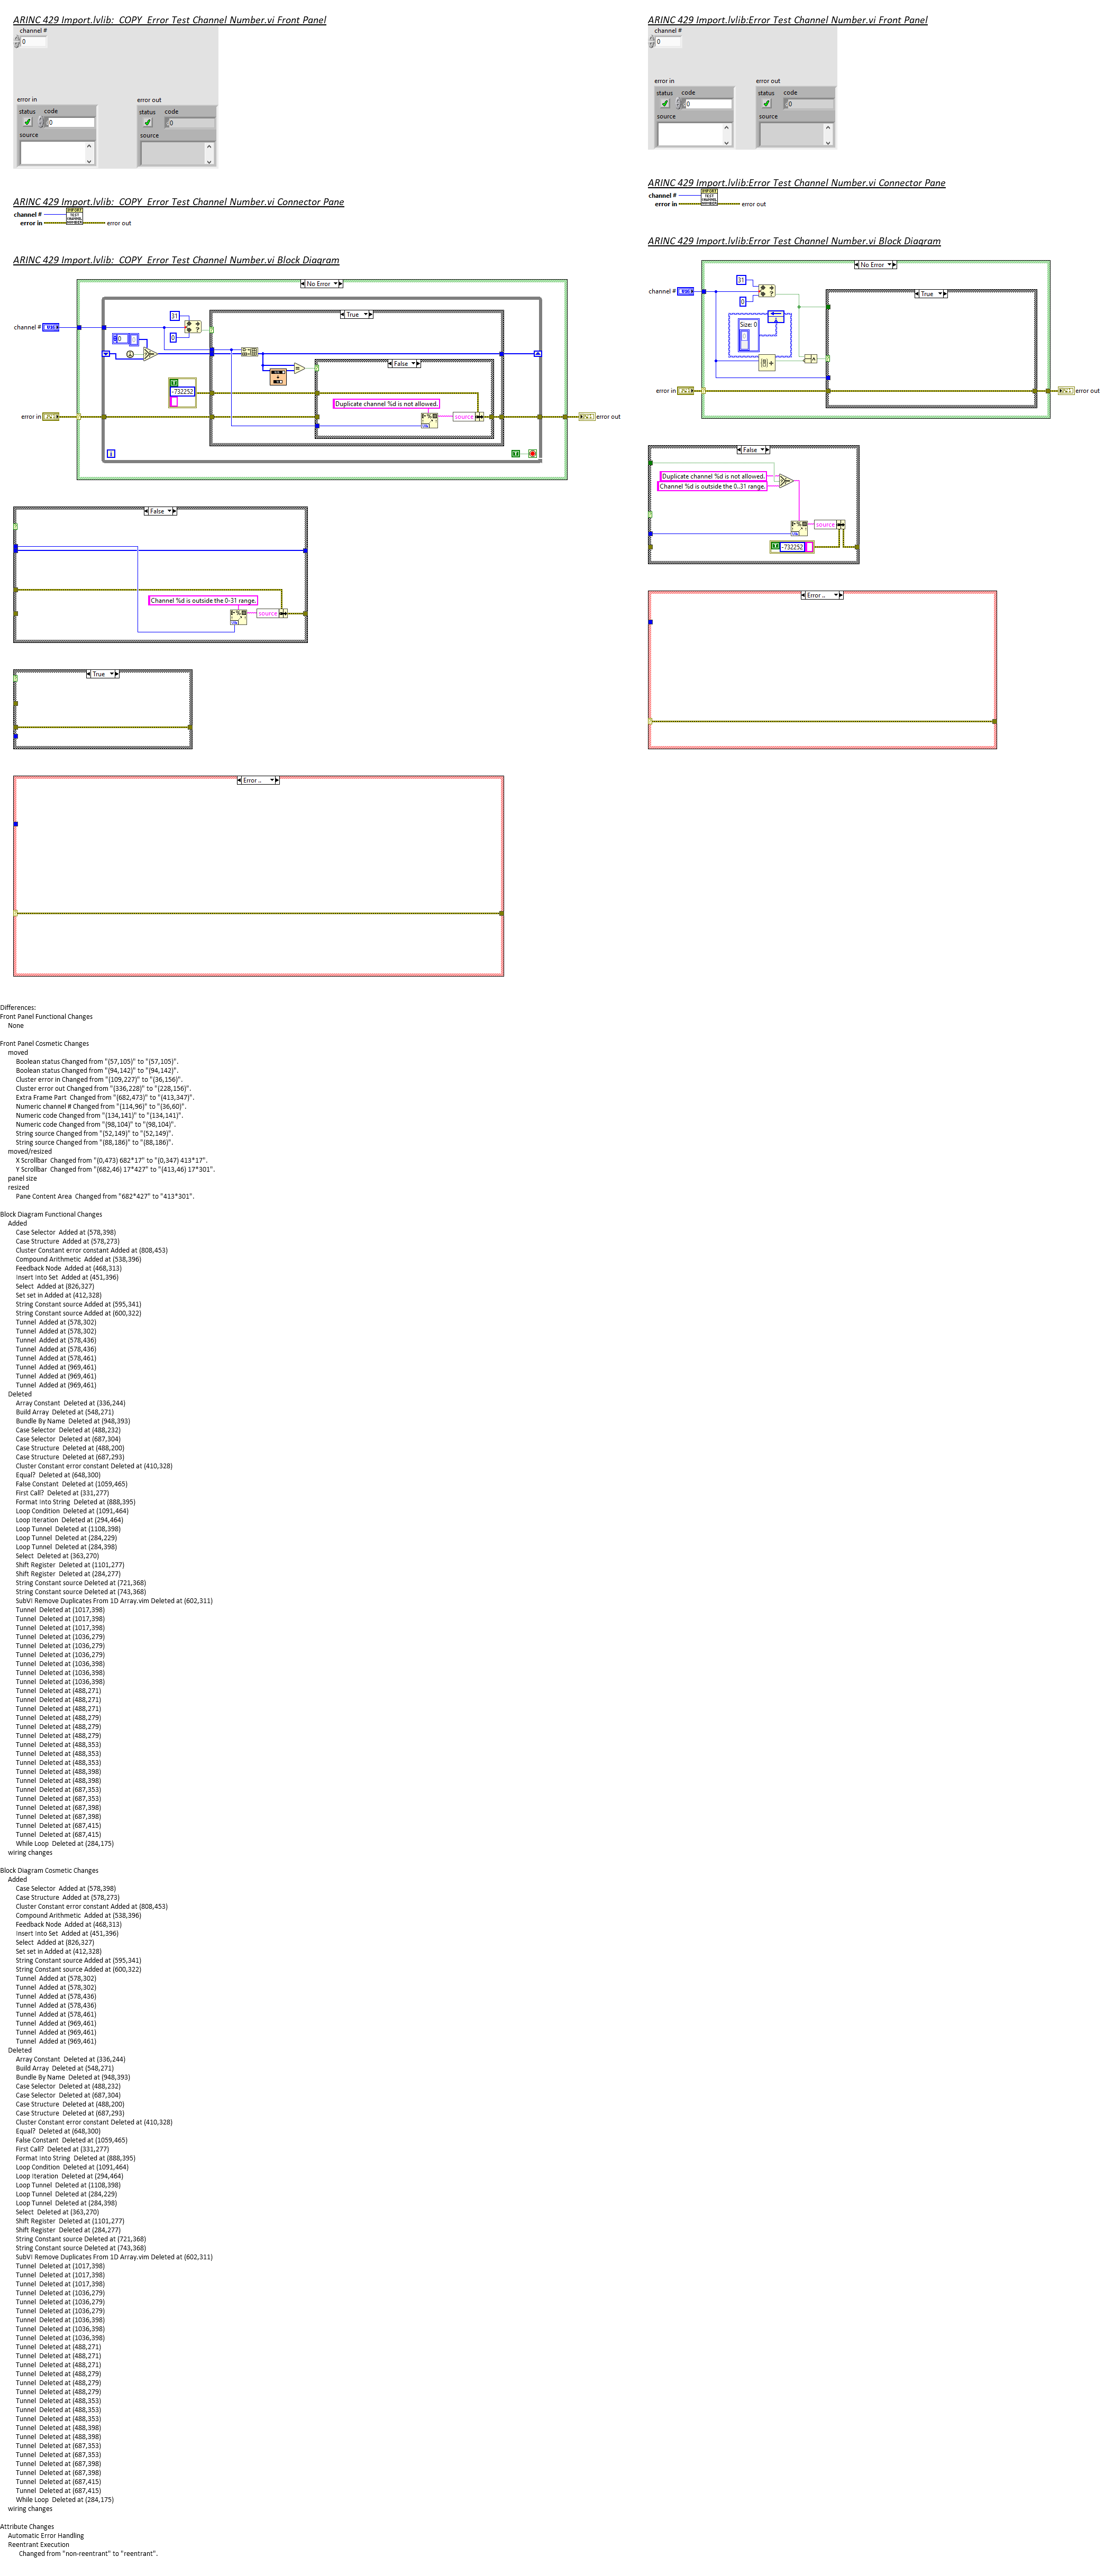 ARINC 429 Import.lvlib:_COPY_Error Test Channel Number.vi Front Panel
channel #
0
error in
status code
0
source
error out
status code
0
source
ARINC 429 Import.lvlib:_COPY_Error Test Channel Number.vi Connector Pane
channel #
error in
error out
ARINC 429 Import.lvlib:_COPY_Error Test Channel Number.vi Block Diagram
No Error
True
31
0
0
channel #
False
-732252
Duplicate channel %d is not allowed.
source
error in
error out
i
False
Channel %d is outside the 0-31 range.
source
True
Error ..
ARINC 429 Import.lvlib:Error Test Channel Number.vi Front Panel
channel #
0
error in
status code
0
source
error out
status code
0
source
ARINC 429 Import.lvlib:Error Test Channel Number.vi Connector Pane
channel #
error in
error out
ARINC 429 Import.lvlib:Error Test Channel Number.vi Block Diagram
No Error
31
channel #
0
True
Size: 0
error in
error out
False
Duplicate channel %d is not allowed.
Channel %d is outside the 0..31 range.
source
-732252
Error ..
Differences:
Front Panel Functional Changes
None
Front Panel Cosmetic Changes
moved
Boolean status Changed from "(57,105)" to "(57,105)".
Boolean status Changed from "(94,142)" to "(94,142)".
Cluster error in Changed from "(109,227)" to "(36,156)".
Cluster error out Changed from "(336,228)" to "(228,156)".
Extra Frame Part Changed from "(682,473)" to "(413,347)".
Numeric channel # Changed from "(114,96)" to "(36,60)".
Numeric code Changed from "(134,141)" to "(134,141)".
Numeric code Changed from "(98,104)" to "(98,104)".
String source Changed from "(52,149)" to "(52,149)".
String source Changed from "(88,186)" to "(88,186)".
moved/resized
X Scrollbar Changed from "(0,473) 682*17" to "(0,347) 413*17".
Y Scrollbar Changed from "(682,46) 17*427" to "(413,46) 17*301".
panel size
resized
Pane Content Area Changed from "682*427" to "413*301".
Block Diagram Functional Changes
Added
Case Selector Added at (578,398)
Case Structure Added at (578,273)
Cluster Constant error constant Added at (808,453)
Compound Arithmetic Added at (538,396)
Feedback Node Added at (468,313)
Insert Into Set Added at (451,396)
Select Added at (826,327)
Set set in Added at (412,328)
String Constant source Added at (595,341)
String Constant source Added at (600,322)
Tunnel Added at (578,302)
Tunnel Added at (578,302)
Tunnel Added at (578,436)
Tunnel Added at (578,436)
Tunnel Added at (578,461)
Tunnel Added at (969,461)
Tunnel Added at (969,461)
Tunnel Added at (969,461)
Deleted
Array Constant Deleted at (336,244)
Build Array Deleted at (548,271)
Bundle By Name Deleted at (948,393)
Case Selector Deleted at (488,232)
Case Selector Deleted at (687,304)
Case Structure Deleted at (488,200)
Case Structure Deleted at (687,293)
Cluster Constant error constant Deleted at (410,328)
Equal? Deleted at (648,300)
False Constant Deleted at (1059,465)
First Call? Deleted at (331,277)
Format Into String Deleted at (888,395)
Loop Condition Deleted at (1091,464)
Loop Iteration Deleted at (294,464)
Loop Tunnel Deleted at (1108,398)
Loop Tunnel Deleted at (284,229)
Loop Tunnel Deleted at (284,398)
Select Deleted at (363,270)
Shift Register Deleted at (1101,277)
Shift Register Deleted at (284,277)
String Constant source Deleted at (721,368)
String Constant source Deleted at (743,368)
SubVI Remove Duplicates From 1D Array.vim Deleted at (602,311)
Tunnel Deleted at (1017,398)
Tunnel Deleted at (1017,398)
Tunnel Deleted at (1017,398)
Tunnel Deleted at (1036,279)
Tunnel Deleted at (1036,279)
Tunnel Deleted at (1036,279)
Tunnel Deleted at (1036,398)
Tunnel Deleted at (1036,398)
Tunnel Deleted at (1036,398)
Tunnel Deleted at (488,271)
Tunnel Deleted at (488,271)
Tunnel Deleted at (488,271)
Tunnel Deleted at (488,279)
Tunnel Deleted at (488,279)
Tunnel Deleted at (488,279)
Tunnel Deleted at (488,353)
Tunnel Deleted at (488,353)
Tunnel Deleted at (488,353)
Tunnel Deleted at (488,398)
Tunnel Deleted at (488,398)
Tunnel Deleted at (687,353)
Tunnel Deleted at (687,353)
Tunnel Deleted at (687,398)
Tunnel Deleted at (687,398)
Tunnel Deleted at (687,415)
Tunnel Deleted at (687,415)
While Loop Deleted at (284,175)
wiring changes
Block Diagram Cosmetic Changes
Added
Case Selector Added at (578,398)
Case Structure Added at (578,273)
Cluster Constant error constant Added at (808,453)
Compound Arithmetic Added at (538,396)
Feedback Node Added at (468,313)
Insert Into Set Added at (451,396)
Select Added at (826,327)
Set set in Added at (412,328)
String Constant source Added at (595,341)
String Constant source Added at (600,322)
Tunnel Added at (578,302)
Tunnel Added at (578,302)
Tunnel Added at (578,436)
Tunnel Added at (578,436)
Tunnel Added at (578,461)
Tunnel Added at (969,461)
Tunnel Added at (969,461)
Tunnel Added at (969,461)
Deleted
Array Constant Deleted at (336,244)
Build Array Deleted at (548,271)
Bundle By Name Deleted at (948,393)
Case Selector Deleted at (488,232)
Case Selector Deleted at (687,304)
Case Structure Deleted at (488,200)
Case Structure Deleted at (687,293)
Cluster Constant error constant Deleted at (410,328)
Equal? Deleted at (648,300)
False Constant Deleted at (1059,465)
First Call? Deleted at (331,277)
Format Into String Deleted at (888,395)
Loop Condition Deleted at (1091,464)
Loop Iteration Deleted at (294,464)
Loop Tunnel Deleted at (1108,398)
Loop Tunnel Deleted at (284,229)
Loop Tunnel Deleted at (284,398)
Select Deleted at (363,270)
Shift Register Deleted at (1101,277)
Shift Register Deleted at (284,277)
String Constant source Deleted at (721,368)
String Constant source Deleted at (743,368)
SubVI Remove Duplicates From 1D Array.vim Deleted at (602,311)
Tunnel Deleted at (1017,398)
Tunnel Deleted at (1017,398)
Tunnel Deleted at (1017,398)
Tunnel Deleted at (1036,279)
Tunnel Deleted at (1036,279)
Tunnel Deleted at (1036,279)
Tunnel Deleted at (1036,398)
Tunnel Deleted at (1036,398)
Tunnel Deleted at (1036,398)
Tunnel Deleted at (488,271)
Tunnel Deleted at (488,271)
Tunnel Deleted at (488,271)
Tunnel Deleted at (488,279)
Tunnel Deleted at (488,279)
Tunnel Deleted at (488,279)
Tunnel Deleted at (488,353)
Tunnel Deleted at (488,353)
Tunnel Deleted at (488,353)
Tunnel Deleted at (488,398)
Tunnel Deleted at (488,398)
Tunnel Deleted at (687,353)
Tunnel Deleted at (687,353)
Tunnel Deleted at (687,398)
Tunnel Deleted at (687,398)
Tunnel Deleted at (687,415)
Tunnel Deleted at (687,415)
While Loop Deleted at (284,175)
wiring changes
Attribute Changes
Automatic Error Handling
Reentrant Execution
Changed from "non-reentrant" to "reentrant".